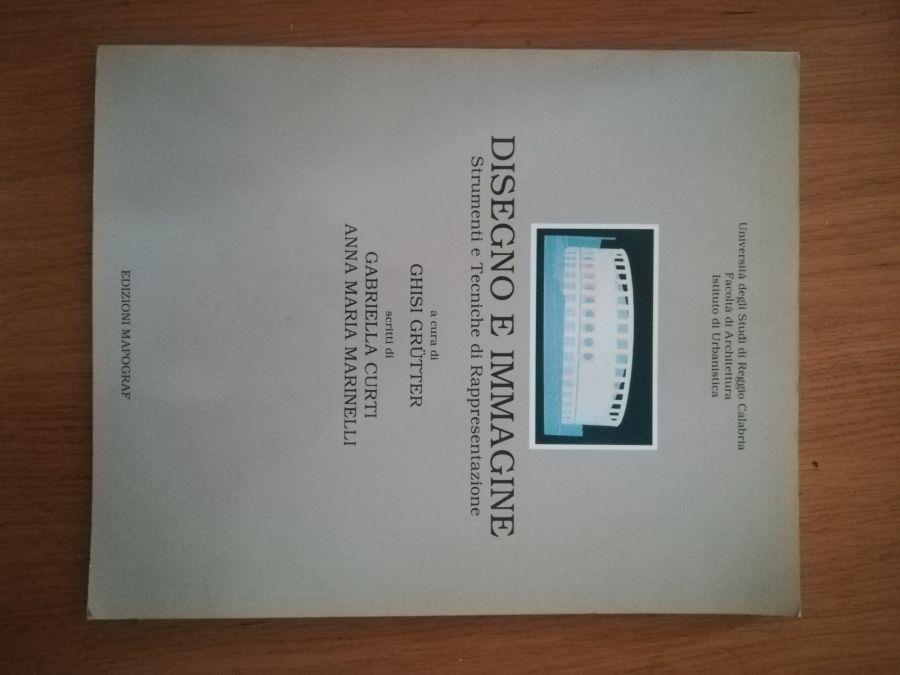 Università degli Studi di Reggio Calabria
Facoltà di Architettura
Istituto di Urbanistica
DISEGNO E IMMAGINE
Strumenti e Tecniche di Rappresentazione
a cura di
GHISI GRÜTTER
scritti di
GABRIELLA CURTI
ANNA MARIA MARINELLI
EDIZIONI MAPOGRAF